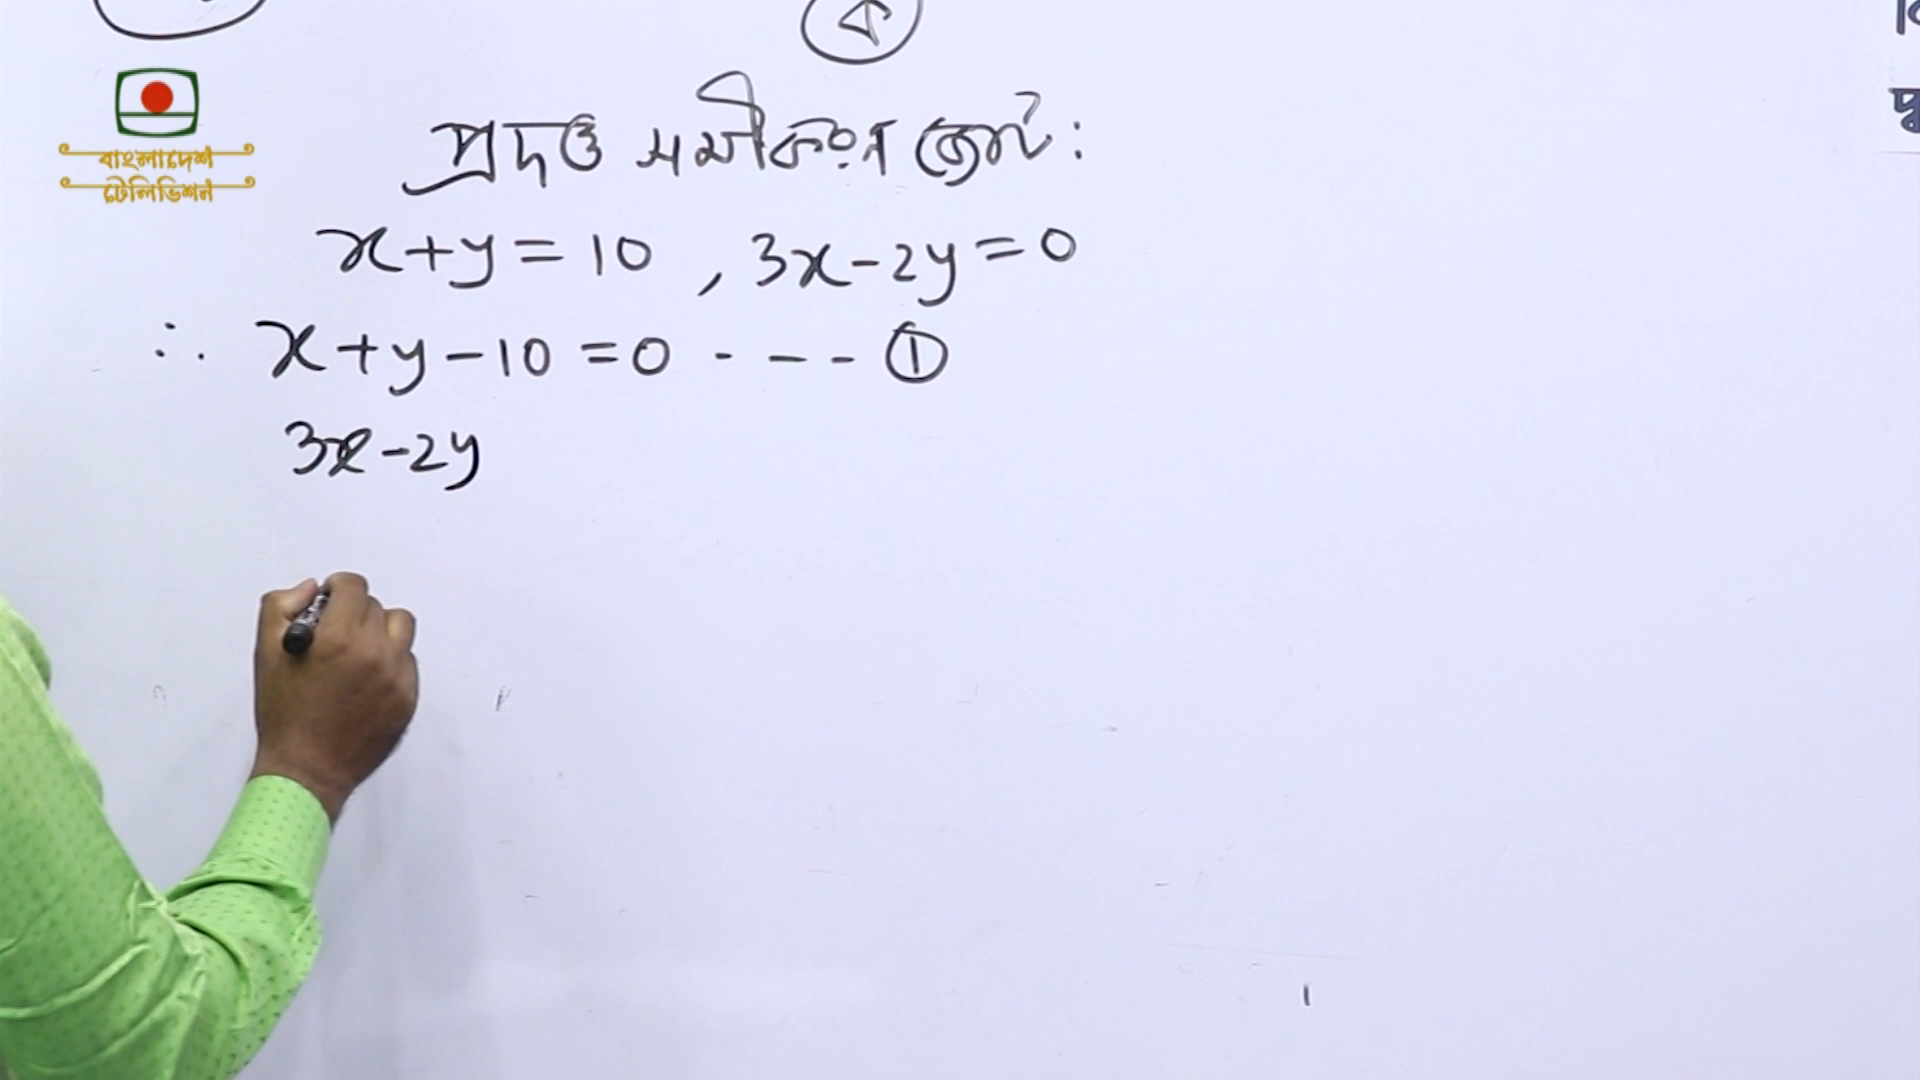 ক
বাংলাদেশ
টেলিভিশন
প্রদত্ত সমীকরণ জোট:
x+y=10, 3x-2y=0
∴ x+y-10=0 - - - ①
3x-2y